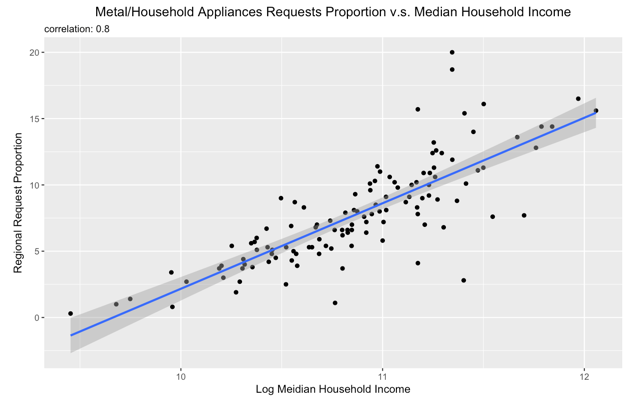 Metal/Household Appliances Requests Proportion v.s. Median Household Income
correlation: 0.8
20
15
10
5
0
Regional Request Proportion
10
11
12
Log Meidian Household Income